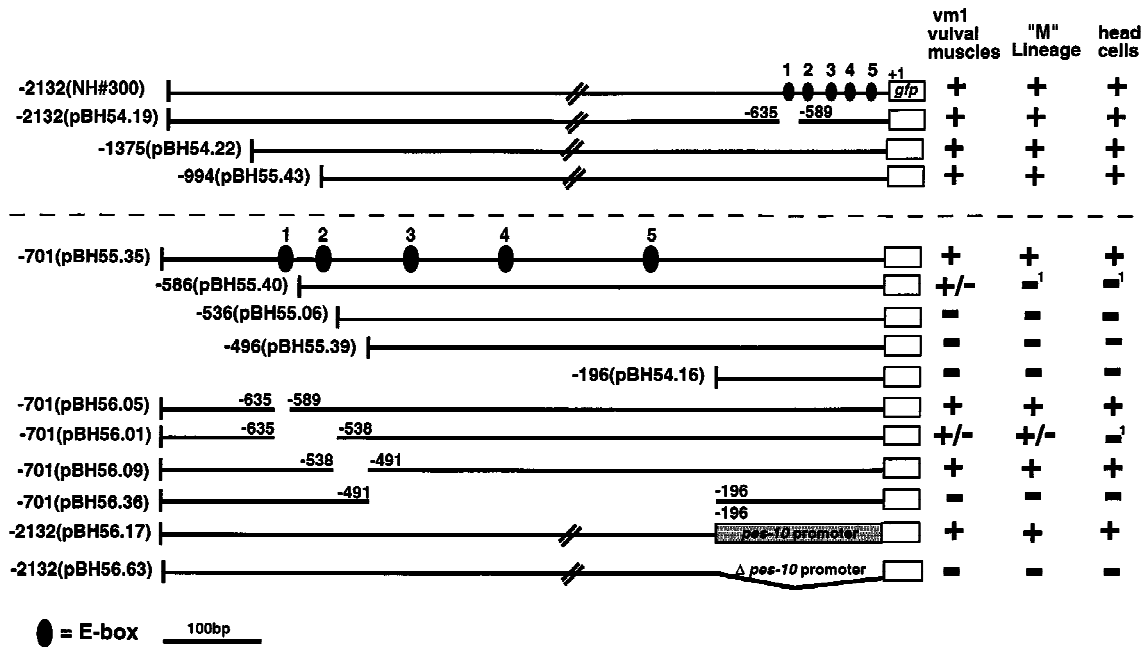 vm1 vulval muscles "M" Lineage head cells
1 2 3 4 5 +1
-2132(NH#300) gfp + + +
-2132(pBH54.19) -635 -589 + + +
-1375(pBH54.22) + + +
-994(pBH55.43) + + +
1 2 3 4 5
-701(pBH55.35) + + +
-586(pBH55.40) +/- -1 -1
-536(pBH55.06) - - -
-496(pBH55.39) - - -
-196(pBH54.16) - - -
-701(pBH56.05) -635 -589 + + +
-701(pBH56.01) -635 -538 +/- +/- -1
-701(pBH56.09) -538 -491 + + +
-701(pBH56.36) -491 -196 - - -
-196
-2132(pBH56.17) pes-10 promoter + + +
-2132(pBH56.63) Δ pes-10 promoter - - -
= E-box 100bp